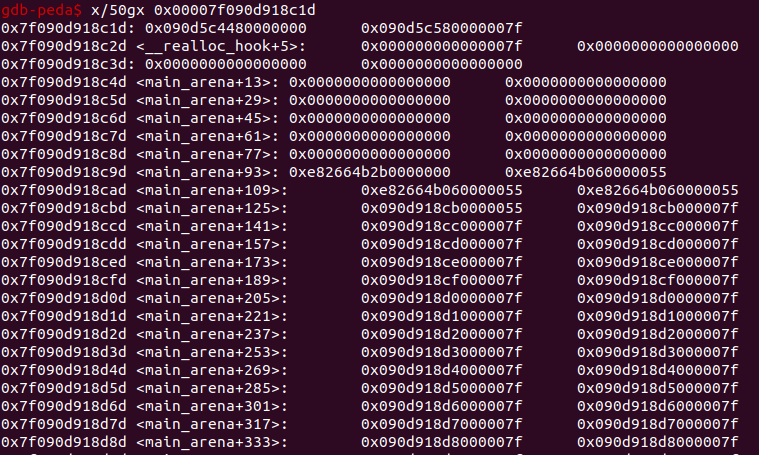 gdb-peda$ x/50gx 0x00007f090d918c1d
0x7f090d918c1d: 0x090d5c4480000000 0x090d5c580000007f
0x7f090d918c2d <__realloc_hook+5>: 0x000000000000007f 0x0000000000000000
0x7f090d918c3d: 0x0000000000000000 0x0000000000000000
0x7f090d918c4d <main_arena+13>: 0x0000000000000000 0x0000000000000000
0x7f090d918c5d <main_arena+29>: 0x0000000000000000 0x0000000000000000
0x7f090d918c6d <main_arena+45>: 0x0000000000000000 0x0000000000000000
0x7f090d918c7d <main_arena+61>: 0x0000000000000000 0x0000000000000000
0x7f090d918c8d <main_arena+77>: 0x0000000000000000 0x0000000000000000
0x7f090d918c9d <main_arena+93>: 0xe82664b2b0000000 0xe82664b060000055
0x7f090d918cad <main_arena+109>: 0xe82664b060000055 0xe82664b060000055
0x7f090d918cbd <main_arena+125>: 0x090d918cb0000055 0x090d918cb000007f
0x7f090d918ccd <main_arena+141>: 0x090d918cc000007f 0x090d918cc000007f
0x7f090d918cdd <main_arena+157>: 0x090d918cd000007f 0x090d918cd000007f
0x7f090d918ced <main_arena+173>: 0x090d918ce000007f 0x090d918ce000007f
0x7f090d918cfd <main_arena+189>: 0x090d918cf000007f 0x090d918cf000007f
0x7f090d918d0d <main_arena+205>: 0x090d918d0000007f 0x090d918d0000007f
0x7f090d918d1d <main_arena+221>: 0x090d918d1000007f 0x090d918d1000007f
0x7f090d918d2d <main_arena+237>: 0x090d918d2000007f 0x090d918d2000007f
0x7f090d918d3d <main_arena+253>: 0x090d918d3000007f 0x090d918d3000007f
0x7f090d918d4d <main_arena+269>: 0x090d918d4000007f 0x090d918d4000007f
0x7f090d918d5d <main_arena+285>: 0x090d918d5000007f 0x090d918d5000007f
0x7f090d918d6d <main_arena+301>: 0x090d918d6000007f 0x090d918d6000007f
0x7f090d918d7d <main_arena+317>: 0x090d918d7000007f 0x090d918d7000007f
0x7f090d918d8d <main_arena+333>: 0x090d918d8000007f 0x090d918d8000007f